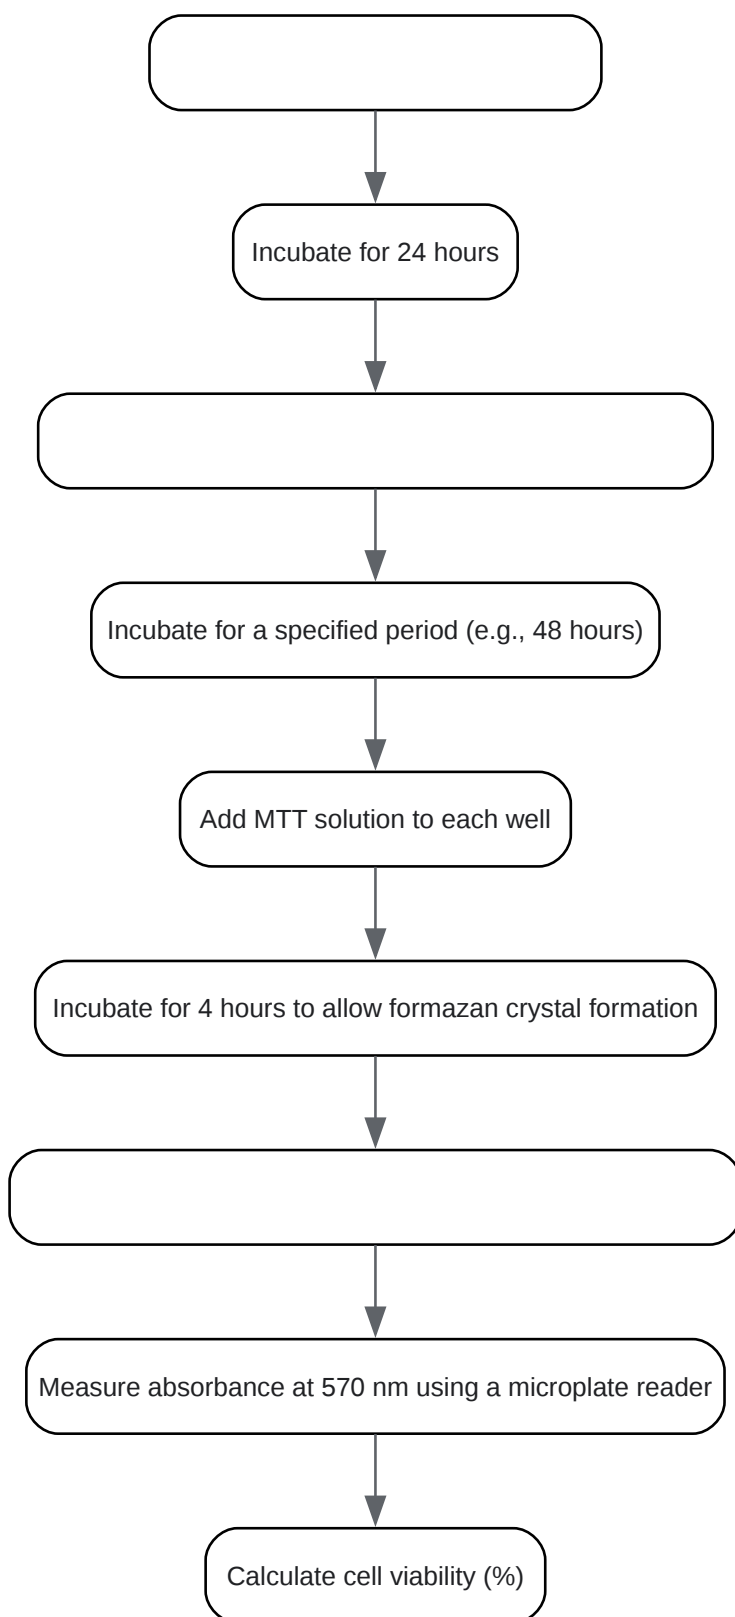 Incubate for 24 hours
Incubate for a specified period (e.g., 48 hours)
Add MTT solution to each well
Incubate for 4 hours to allow formazan crystal formation
Measure absorbance at 570 nm using a microplate reader
Calculate cell viability (%)